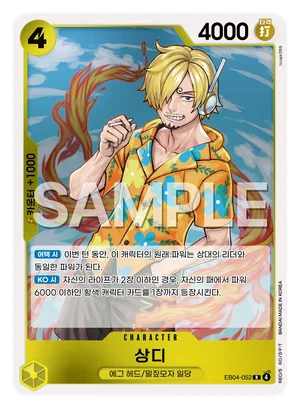 4
4000
타격
打
카운터 +1000
SAMPLE
어택 시 이번 턴 동안, 이 캐릭터의 원래 파워는 상대의 리더와
동일한 파워가 된다.
KO 시 자신의 라이프가 2장 이하인 경우, 자신의 패에서 파워
6000 이하인 황색 캐릭터 카드를 1장까지 등장시킨다.
CHARACTER
상디
에그 헤드/밀짚모자 일당
EB04-052 R
BANDAI MADE IN KOREA